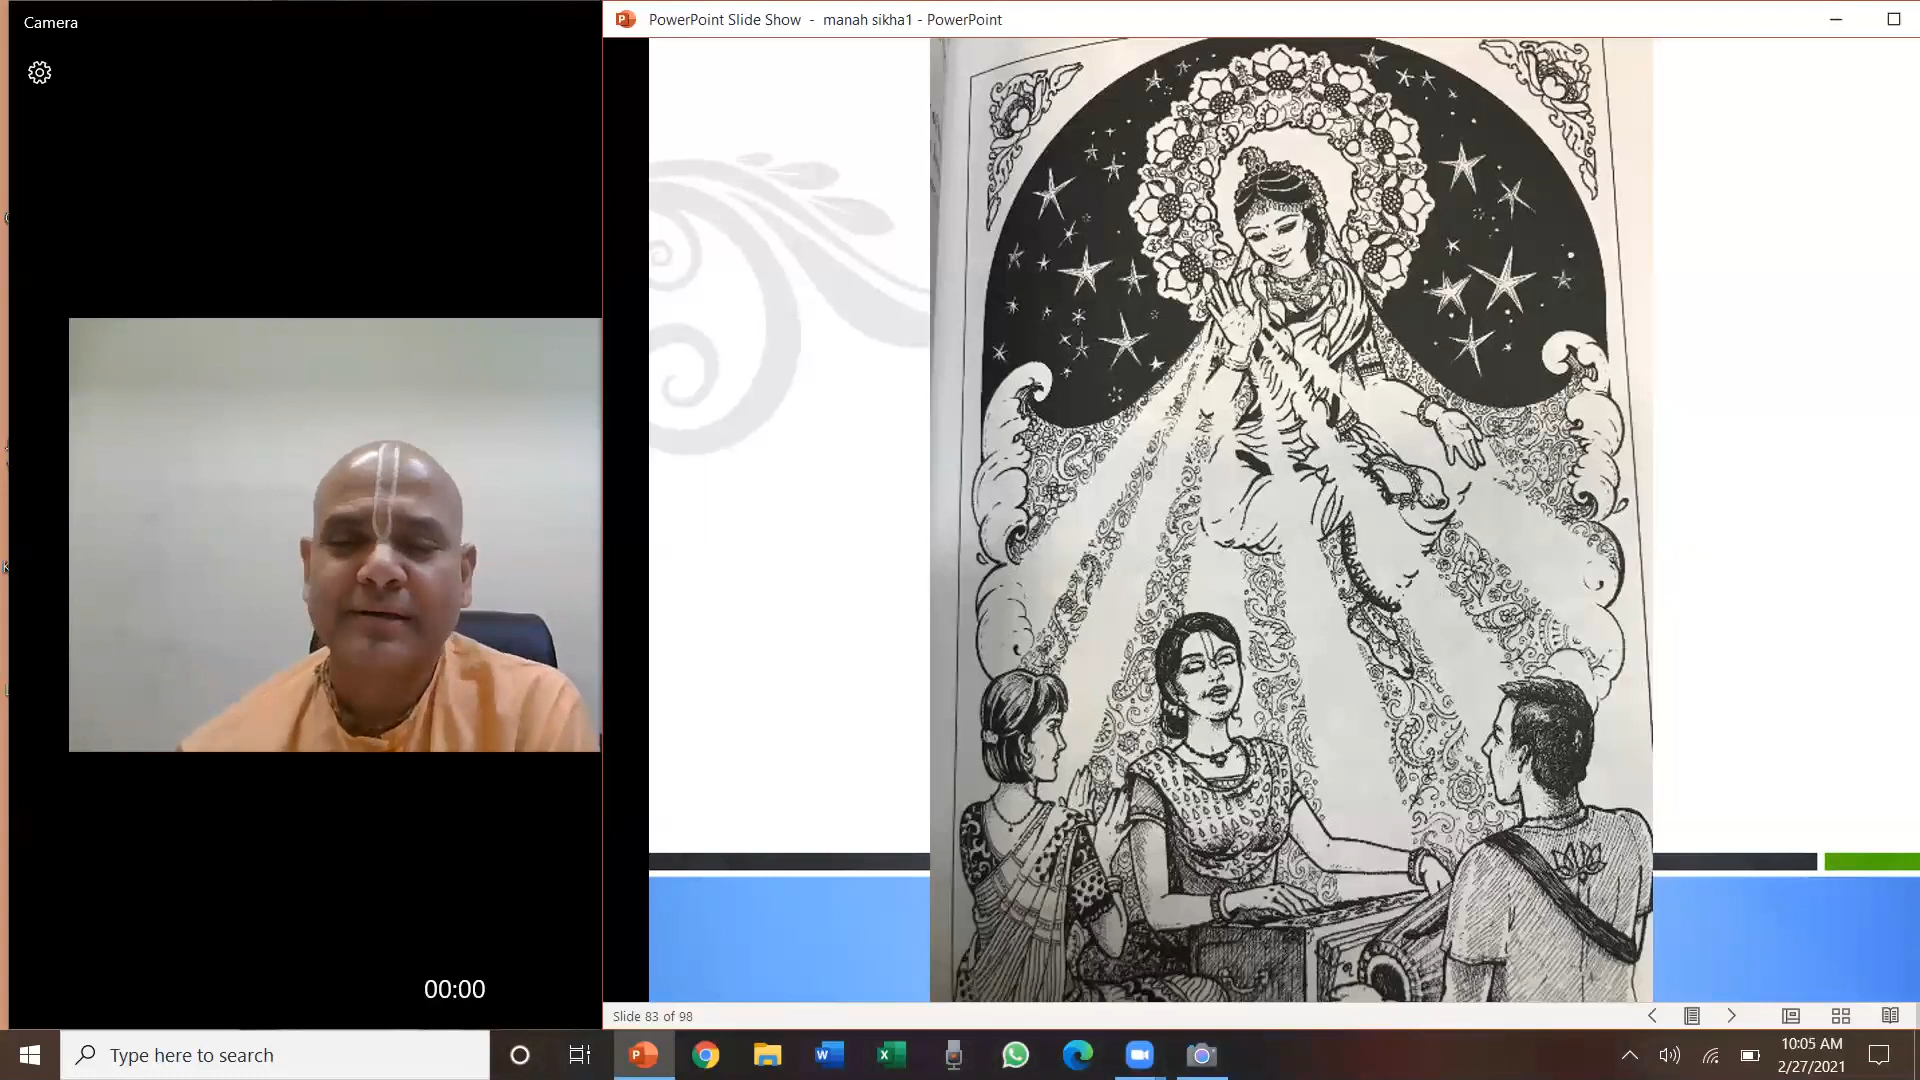 Camera
PowerPoint Slide Show - manah sikha1 - PowerPoint
00:00
Slide 83 of 98
Type here to search
10:05 AM
2/27/2021